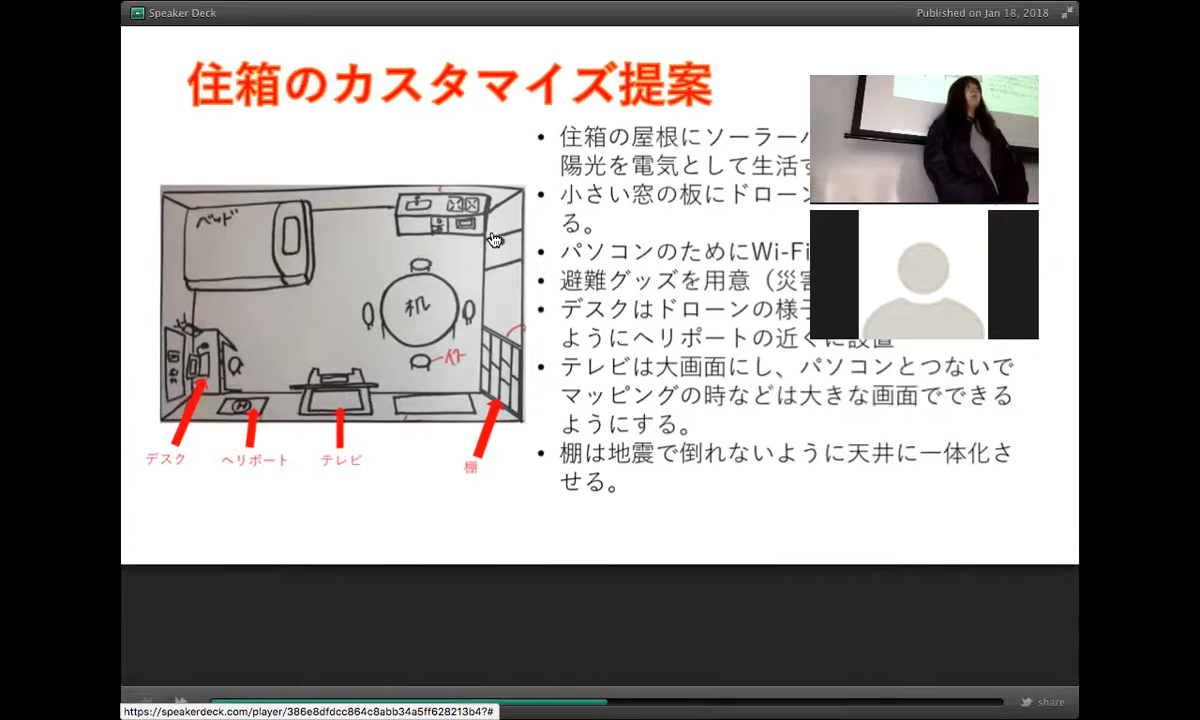 Speaker Deck
Published on Jan 18, 2018
住箱のカスタマイズ提案
• 住箱の屋根にソーラー
陽光を電気として生活
• 小さい窓の板にドローン
る。
• パソコンのためにWi-Fi
• 避難グッズを用意（災害
• デスクはドローンの様子
ようにヘリポートの近くに設置
• テレビは大画面にし、パソコンとつないで
マッピングの時などは大きな画面でできる
ようにする。
• 棚は地震で倒れないように天井に一体化さ
せる。
ベッド
机
イス
H
デスク
ヘリポート
テレビ
棚
share
https://speakerdeck.com/player/386e8dfdcc864c8abb34a5ff628213b4?#